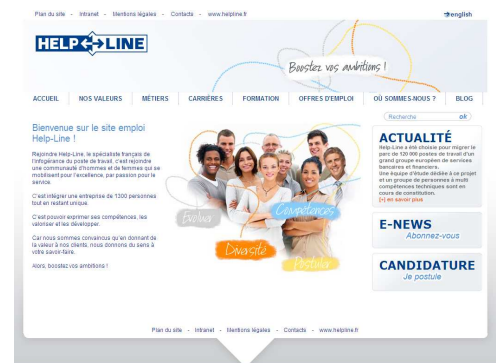 Plan du site - Intranet - Mentions légales - Contacts - www.helpline.fr
english
HELP LINE
Boostez vos ambitions !
ACCUEIL NOS VALEURS MÉTIERS CARRIÈRES FORMATION OFFRES D'EMPLOI OÙ SOMMES-NOUS ? BLOG
Recherche ok
Bienvenue sur le site emploi
Help-Line !
Rejoindre Help-Line, le spécialiste français de
l'infogérance du poste de travail, c'est rejoindre
une communauté d'hommes et de femmes qui se
mobilisent pour l'excellence, par passion pour le
service.
C'est intégrer une entreprise de 1300 personnes
tout en restant unique.
C'est pouvoir exprimer ses compétences, les
valoriser et les développer.
Car nous sommes convaincus qu'en donnant de
la valeur à nos clients, nous donnons du sens à
votre savoir-faire.
Alors, boostez vos ambitions !
Evoluer
Compétences
Diversité
Postuler
ACTUALITÉ
Help-Line a été choisie pour migrer le
parc de 120 000 postes de travail d'un
grand groupe européen de services
bancaires et financiers.
Une équipe d'étude dédiée à ce projet
et un groupe de personnes à multi
compétences techniques sont en
cours de constitution.
[+] en savoir plus
E-NEWS
Abonnez-vous
CANDIDATURE
Je postule
Plan du site - Intranet - Mentions légales - Contacts - www.helpline.fr